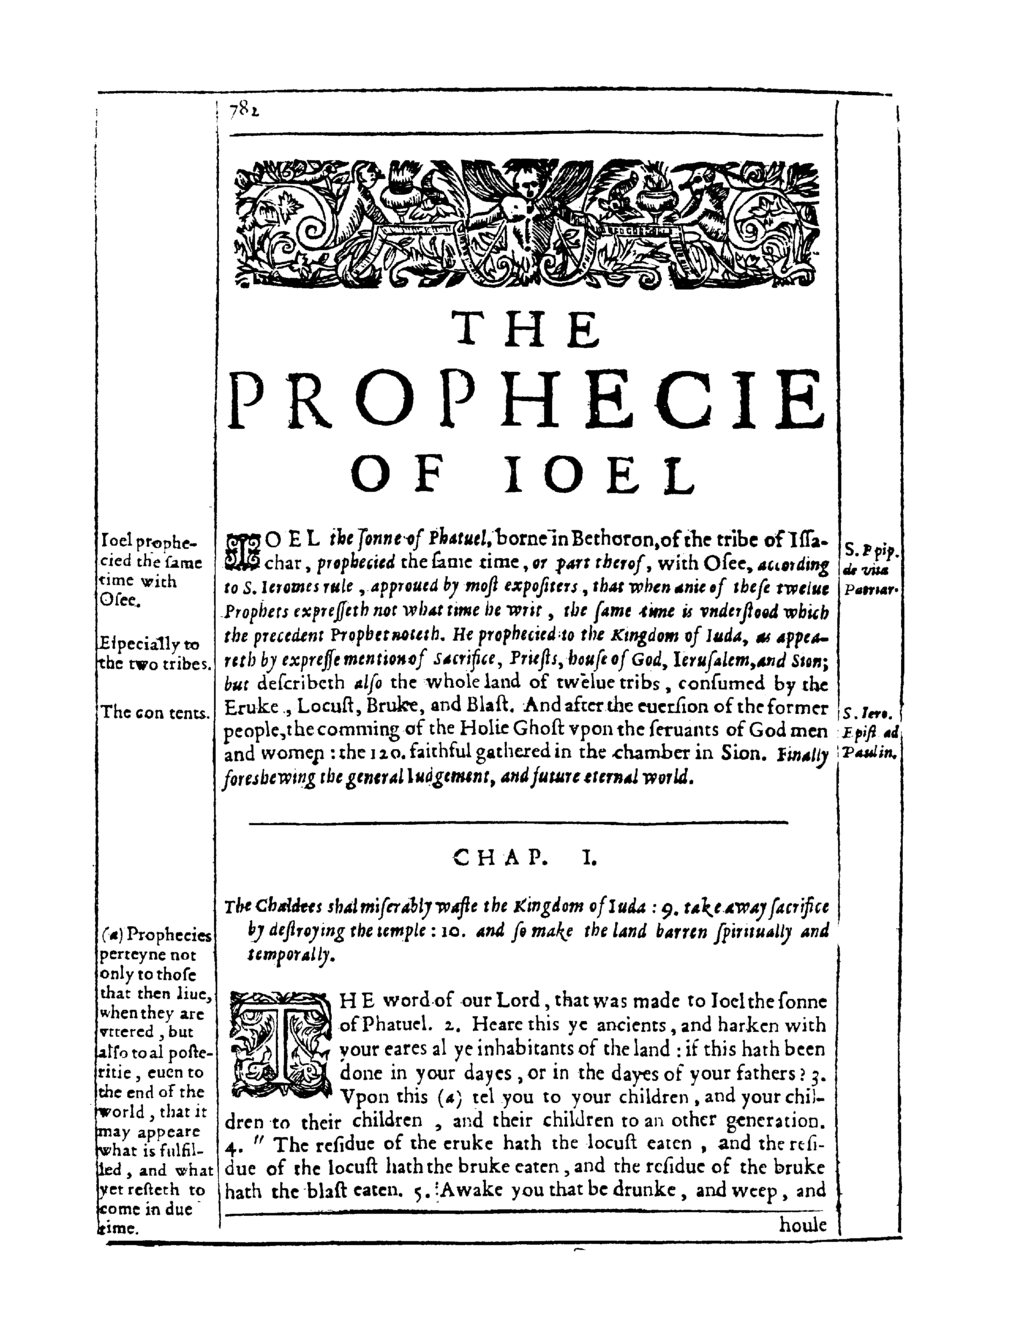 782
THE
PROPHECIE
OF IOEL
Ioel prophe-
cied the ſame
time with
Oſee.
Eſpecially to
the two tribes.
The con tents.
IOEL the ſonne of Phatuel, borne in Bethoron, of the tribe of Iſſa-
char, prophecied the ſame time, or part therof, with Oſee, according
to S. Ieromes rule, approued by moſt expoſiters, that when anie of theſe twelue
Prophets expreſſeth not what time he writ, the ſame time is vnderſtood which
the precedent Prophet noteth. He prophecied to the Kingdom of Iuda, as appea-
reth by expreſſe mention of Sacrifice, Prieſts, houſe of God, Ieruſalem, and Sion;
but deſcribeth alſo the whole land of twelue tribs, conſumed by the
Eruke, Locuſt, Bruke, and Blaſt. And after the euerſion of the former
people, the comming of the Holie Ghoſt vpon the ſeruants of God men
and women: the 120. faithful gathered in the chamber in Sion. Finally
foreshewing the general Iudgement, and future eternal world.
S. Epip.
de vita
Patriar.
S. Iero.
Epiſt ad
Paulin.
CHAP. I.
The Chaldees shal miſerably waſte the Kingdom of Iuda: 9. take away ſacrifice
by deſtroying the temple: 10. and ſo make the land barren ſpiritually and
temporally.
THE word of our Lord, that was made to Ioel the ſonne
of Phatuel. 2. Heare this ye ancients, and harken with
your eares al ye inhabitants of the land: if this hath been
done in your dayes, or in the dayes of your fathers? 3.
Vpon this (a) tel you to your children, and your chil-
dren to their children, and their children to an other generation.
4. " The reſidue of the eruke hath the locuſt eaten, and the reſi-
due of the locuſt hath the bruke eaten, and the reſidue of the bruke
hath the blaſt eaten. 5. Awake you that be drunke, and weep, and
houle
(a) Prophecies
perteyne not
only to thoſe
that then liue,
when they are
vttered, but
alſo to al poſte-
ritie, euen to
the end of the
world, that it
may appeare
what is fulfil-
led, and what
yet reſteth to
come in due
time.